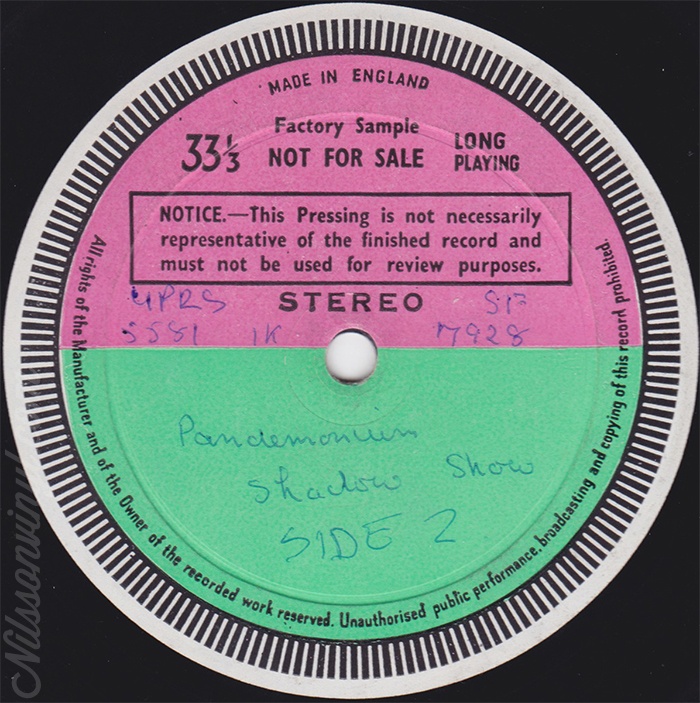 MADE IN ENGLAND
Factory Sample
33⅓ NOT FOR SALE LONG PLAYING
NOTICE.—This Pressing is not necessarily
representative of the finished record and
must not be used for review purposes.
STEREO
UPRS SF
5581 1K 7928
Pandemonium
Shadow Show
SIDE 2
All rights of the Manufacturer and of the Owner of the recorded work reserved. Unauthorised public performance, broadcasting and copying of this record prohibited.
©Nilssonvinyl